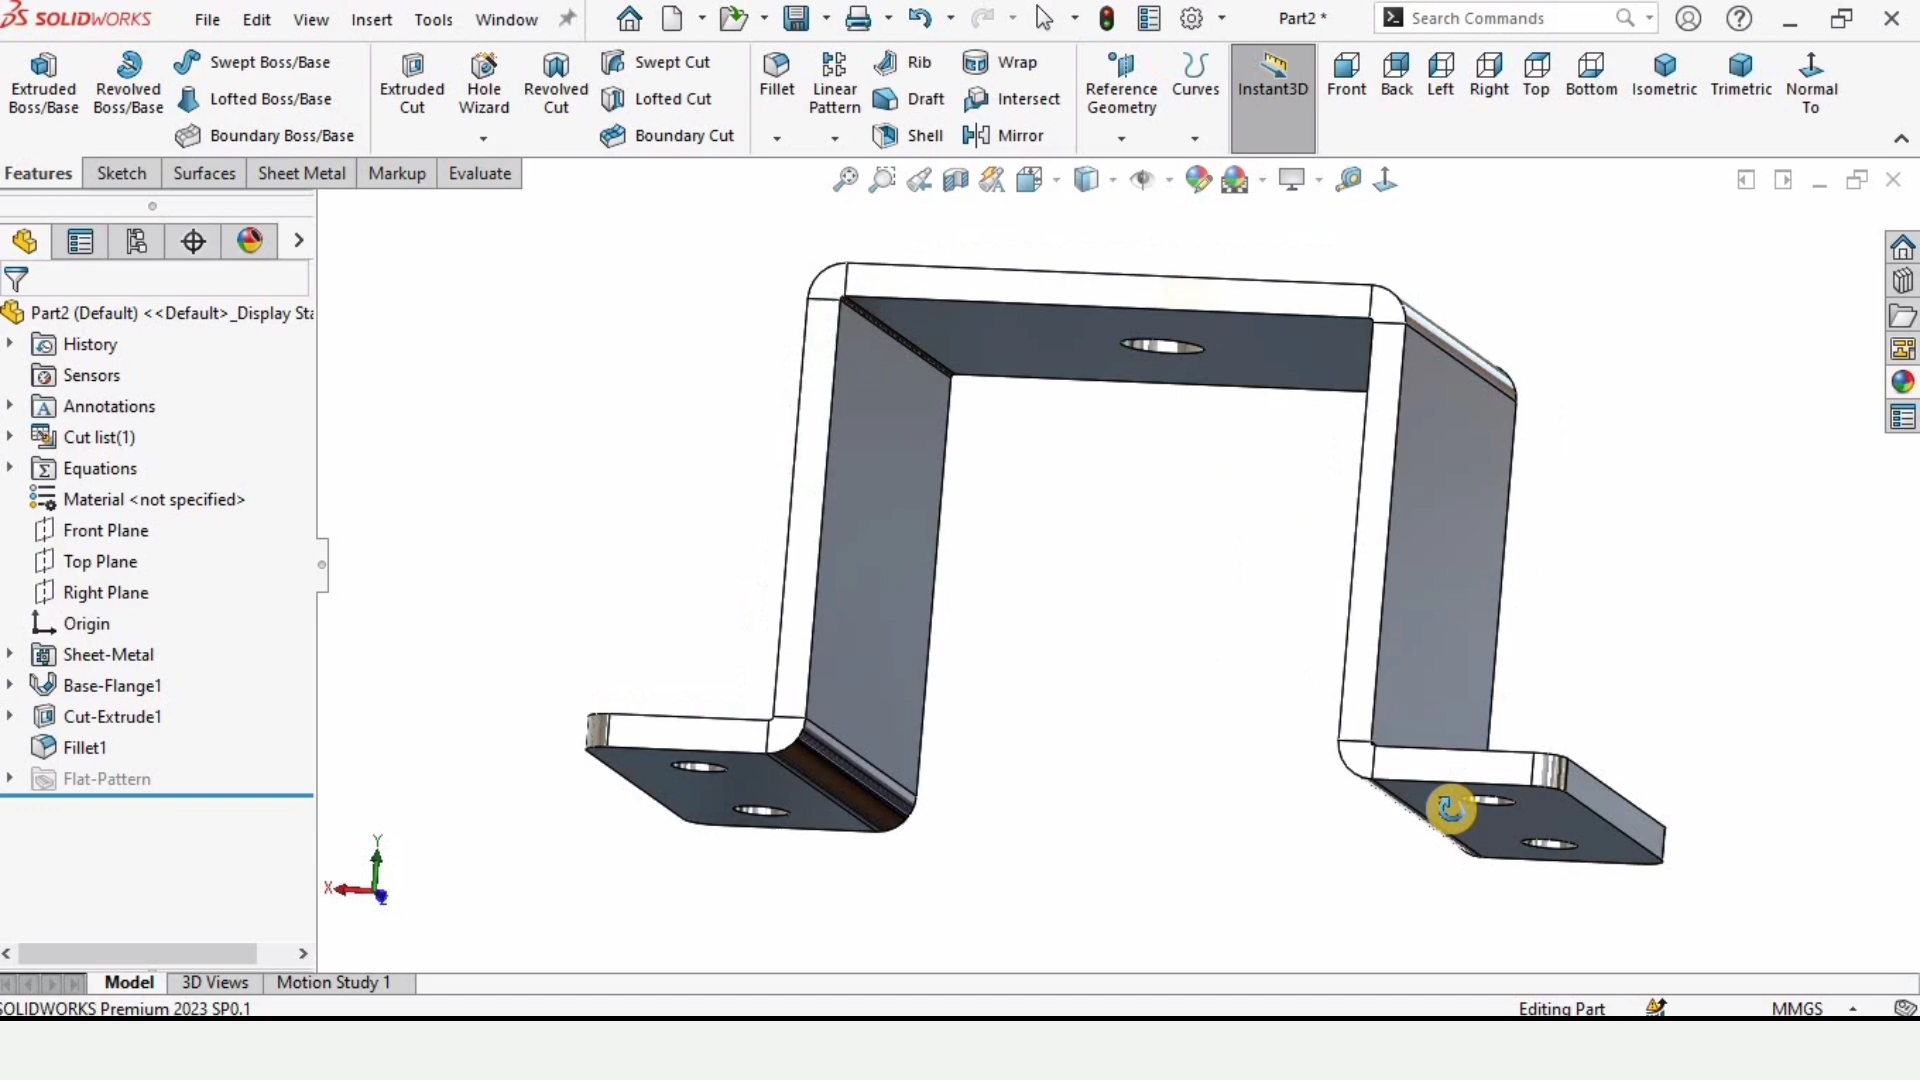 SOLIDWORKS File Edit View Insert Tools Window Part2 * Search Commands
Extruded Boss/Base
Revolved Boss/Base
Swept Boss/Base
Lofted Boss/Base
Boundary Boss/Base
Extruded Cut
Hole Wizard
Revolved Cut
Swept Cut
Lofted Cut
Boundary Cut
Fillet
Linear Pattern
Rib
Draft
Shell
Wrap
Intersect
Mirror
Reference Geometry
Curves
Instant3D
Front
Back
Left
Right
Top
Bottom
Isometric
Trimetric
Normal To
Features Sketch Surfaces Sheet Metal Markup Evaluate
Part2 (Default) <<Default>_Display Sta
History
Sensors
Annotations
Cut list(1)
Equations
Material <not specified>
Front Plane
Top Plane
Right Plane
Origin
Sheet-Metal
Base-Flange1
Cut-Extrude1
Fillet1
Flat-Pattern
Y
X
Z
Model 3D Views Motion Study 1
SOLIDWORKS Premium 2023 SP0.1 Editing Part MMGS